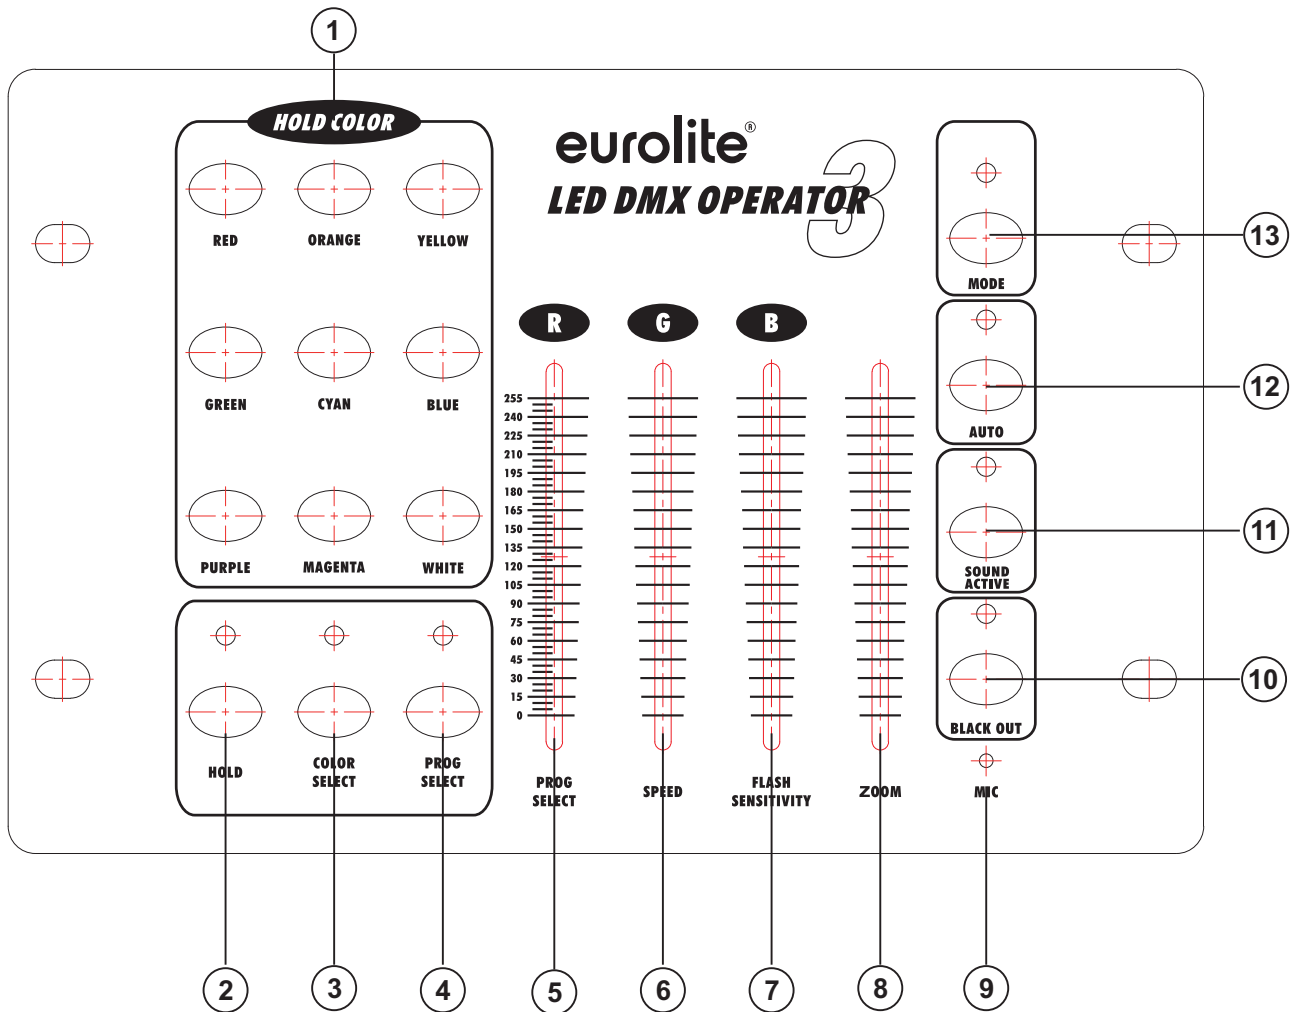 1
HOLD COLOR
RED ORANGE YELLOW
GREEN CYAN BLUE
PURPLE MAGENTA WHITE
HOLD
COLOR
SELECT
PROG
SELECT
eurolite®
LED DMX OPERATOR 3
R G B
255
240
225
210
195
180
165
150
135
120
105
90
75
60
45
30
15
0
PROG
SELECT
SPEED
FLASH
SENSITIVITY
ZOOM
MODE
AUTO
SOUND
ACTIVE
BLACK OUT
MIC
13
12
11
10
2 3 4 5 6 7 8 9